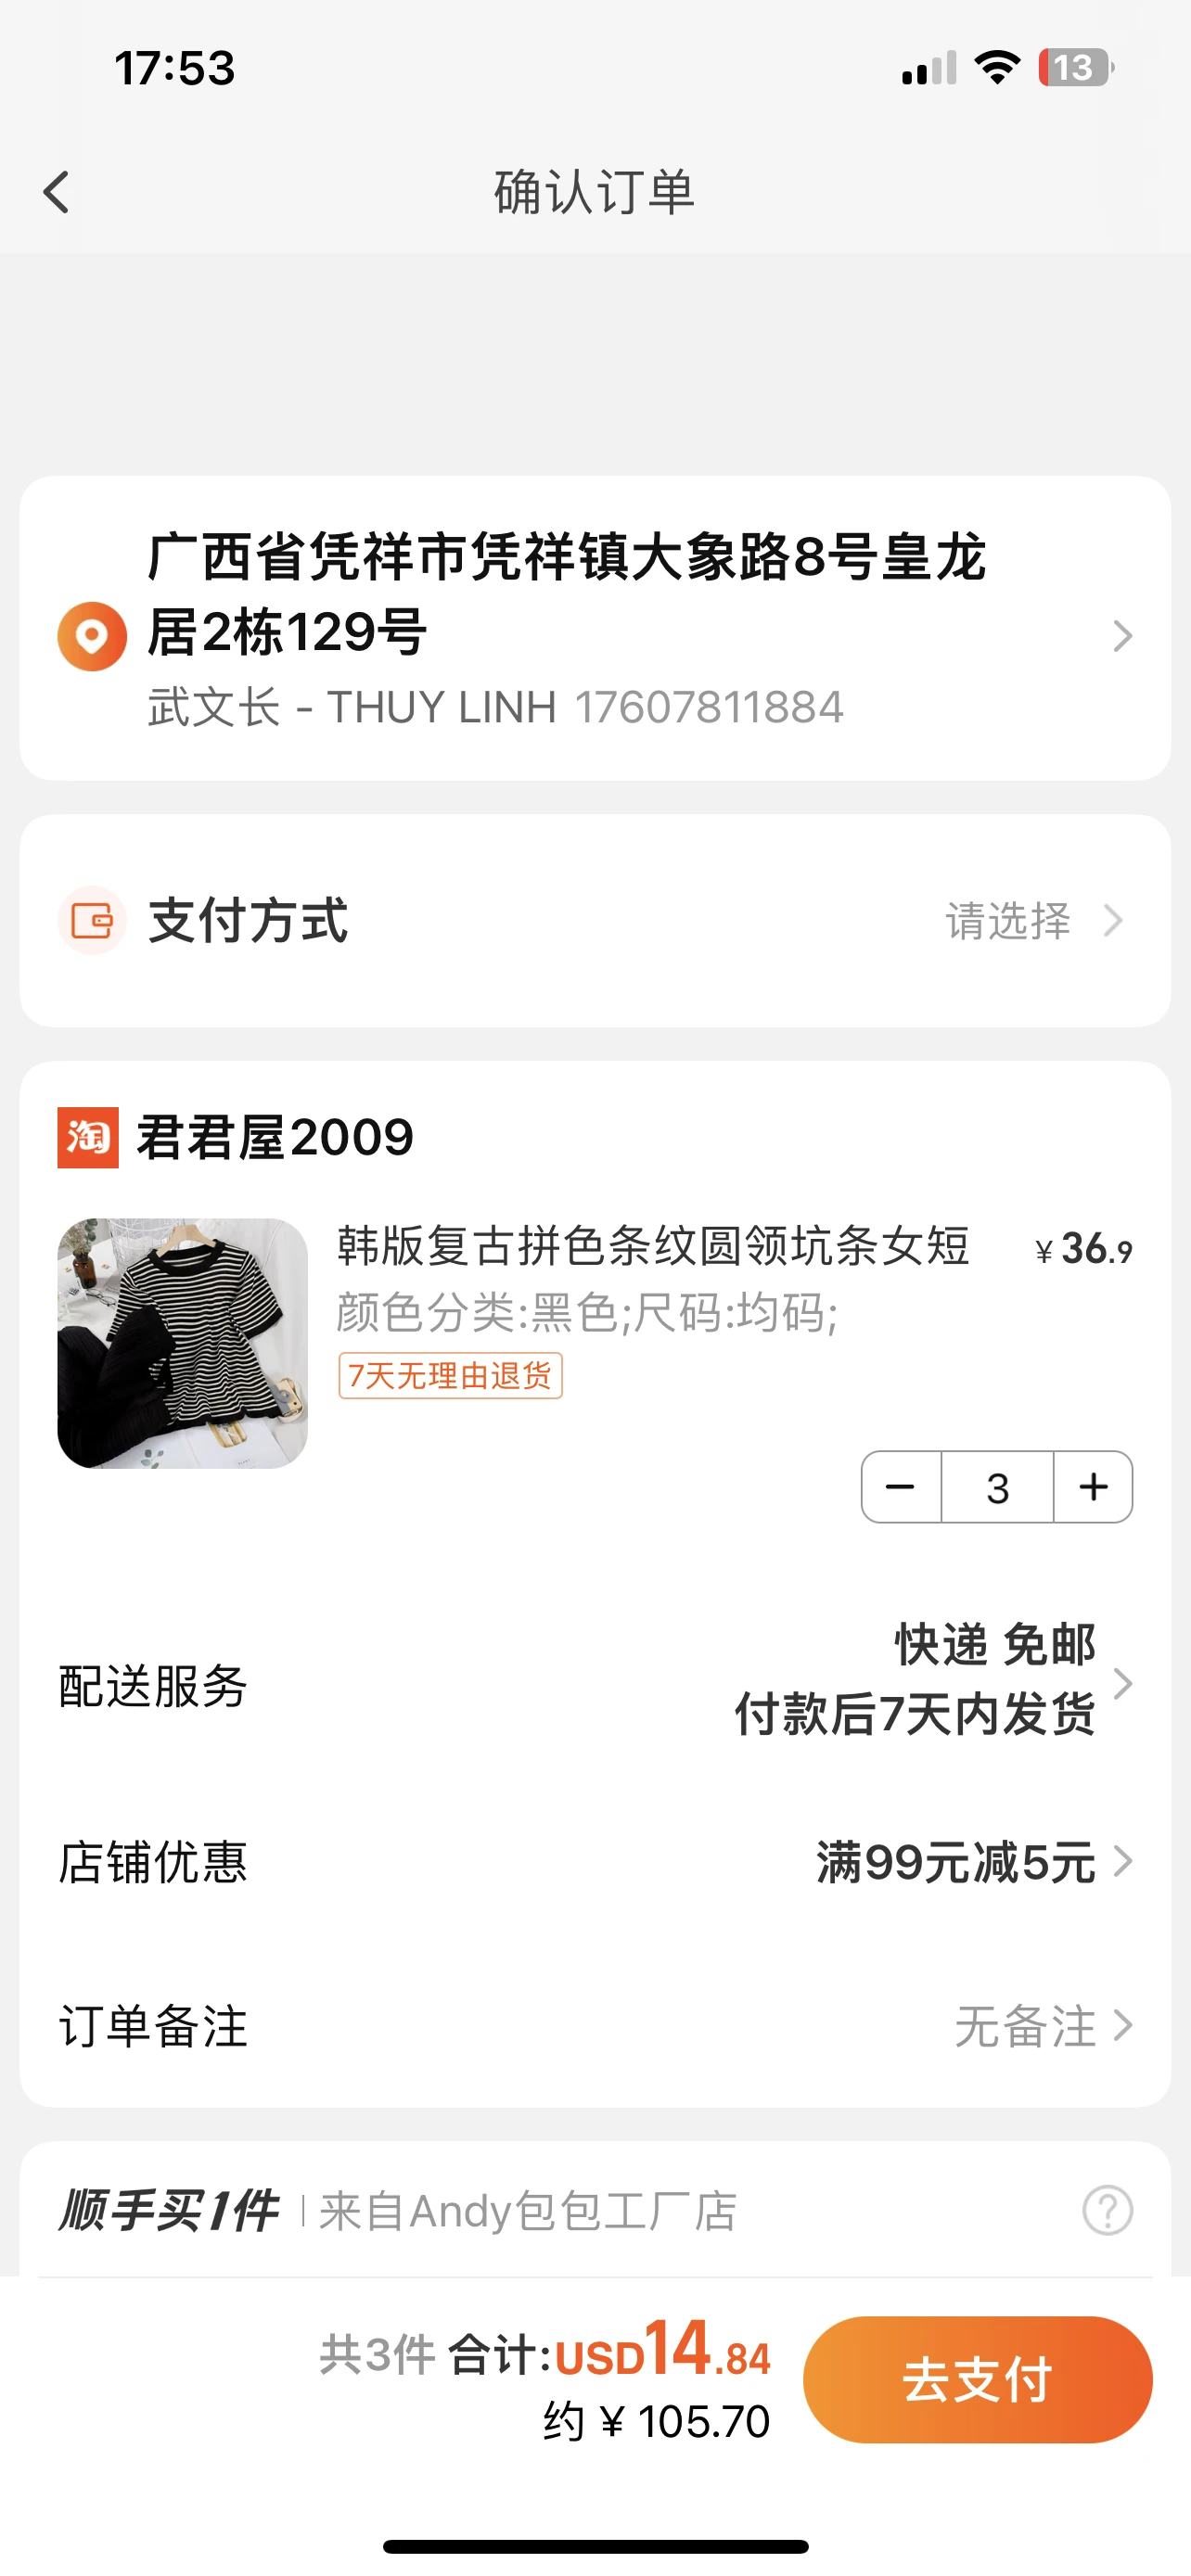 17:53
13
确认订单
广西省凭祥市凭祥镇大象路8号皇龙
居2栋129号
武文长 - THUY LINH 17607811884
支付方式 请选择
淘 君君屋2009
韩版复古拼色条纹圆领坑条女短 ¥ 36.9
颜色分类:黑色;尺码:均码;
7天无理由退货
3
快递 免邮
配送服务
付款后7天内发货
店铺优惠 满99元减5元
订单备注 无备注
顺手买1件 来自Andy包包工厂店
共3件 合计:USD14.84
约 ¥ 105.70
去支付